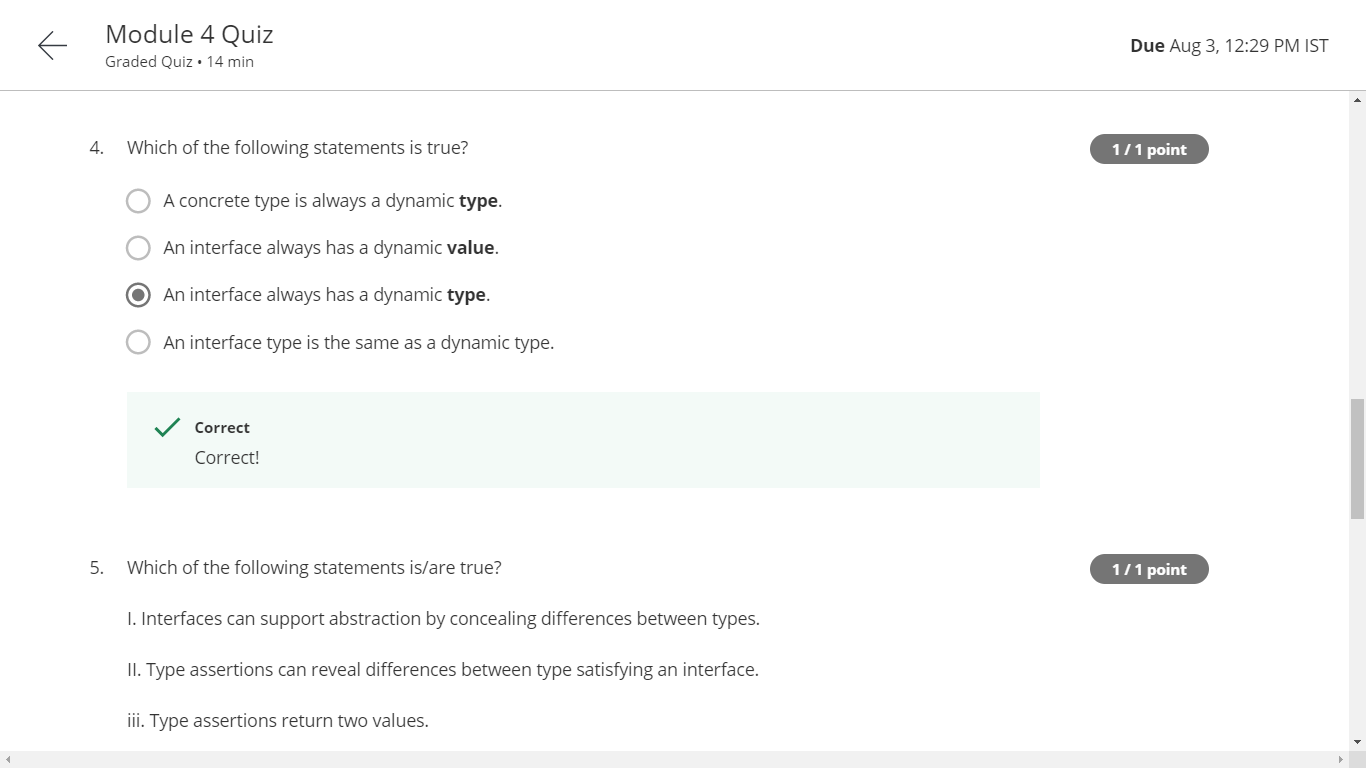 Module 4 Quiz
Graded Quiz • 14 min
Due Aug 3, 12:29 PM IST
4. Which of the following statements is true?
1 / 1 point
A concrete type is always a dynamic type.
An interface always has a dynamic value.
An interface always has a dynamic type.
An interface type is the same as a dynamic type.
Correct
Correct!
5. Which of the following statements is/are true?
1 / 1 point
I. Interfaces can support abstraction by concealing differences between types.
II. Type assertions can reveal differences between type satisfying an interface.
iii. Type assertions return two values.